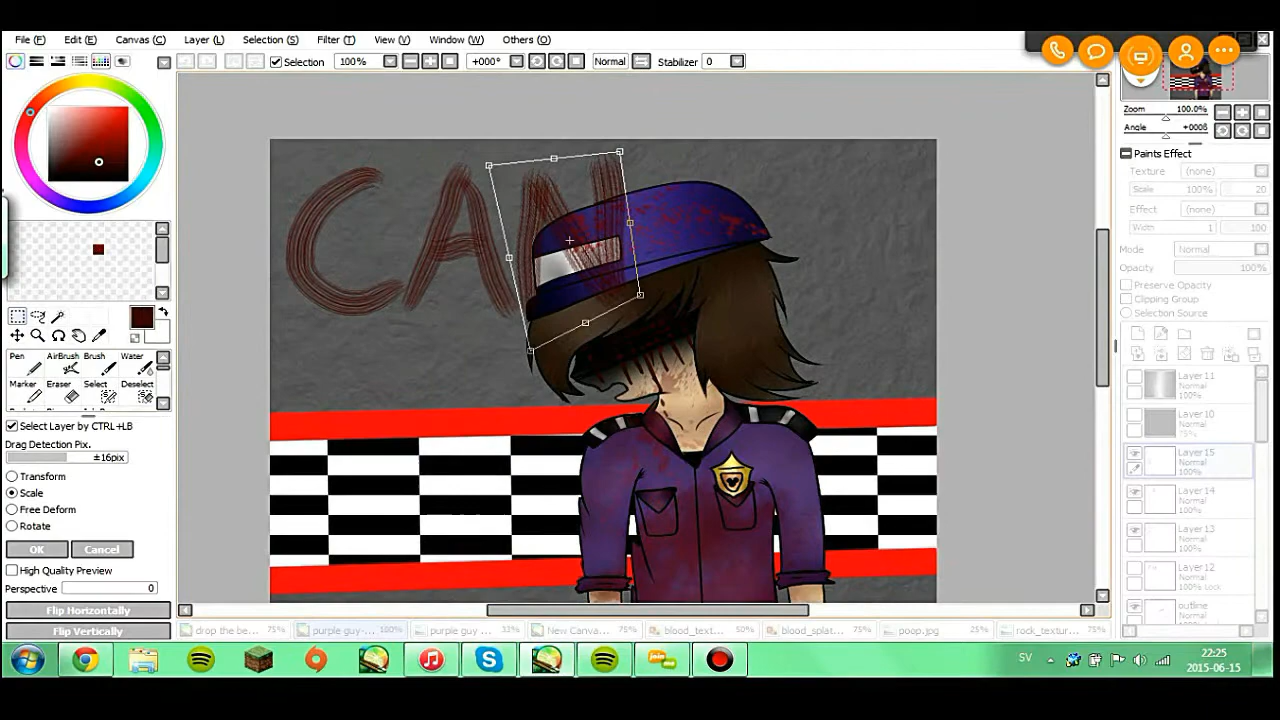 File (F) Edit (E) Canvas (C) Layer (L) Selection (S) Filter (T) View (V) Window (W) Others (O)
Selection 100% +000° Normal Stabilizer 0
Zoom 100.0%
Angle +000§
Paints Effect
Texture (none)
Scale 100% 20
Effect (none)
Width 1 100
Mode Normal
Opacity 100%
Preserve Opacity
Clipping Group
Selection Source
CAN
Pen AirBrush Brush Water
Marker Eraser Select Deselect
Select Layer by CTRL+LB
Drag Detection Pix.
±16pix
Transform
Scale
Free Deform
Rotate
OK Cancel
High Quality Preview
Perspective 0
Flip Horizontally
Flip Vertically
Layer 11
Normal
100%
Layer 10
Normal
Layer 15
Normal
100%
Layer 14
Normal
100%
Layer 13
Normal
100%
Layer 12
Normal
100% Lock
outline
Normal
drop the be... 75% purple guy-... 100% purple guy ... 33% New Canva... 75% blood_text... 50% blood_splat... 75% poop.jpg 25% rock_textur... 75%
join
SV
22:25
2015-06-15